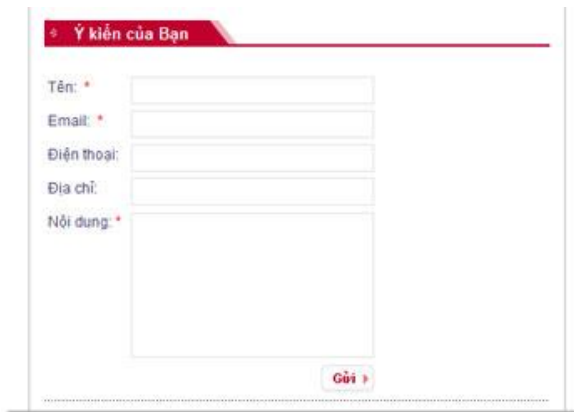 Ý kiến của Bạn
Tên: *
Email: *
Điện thoại:
Địa chỉ:
Nội dung: *
Gửi